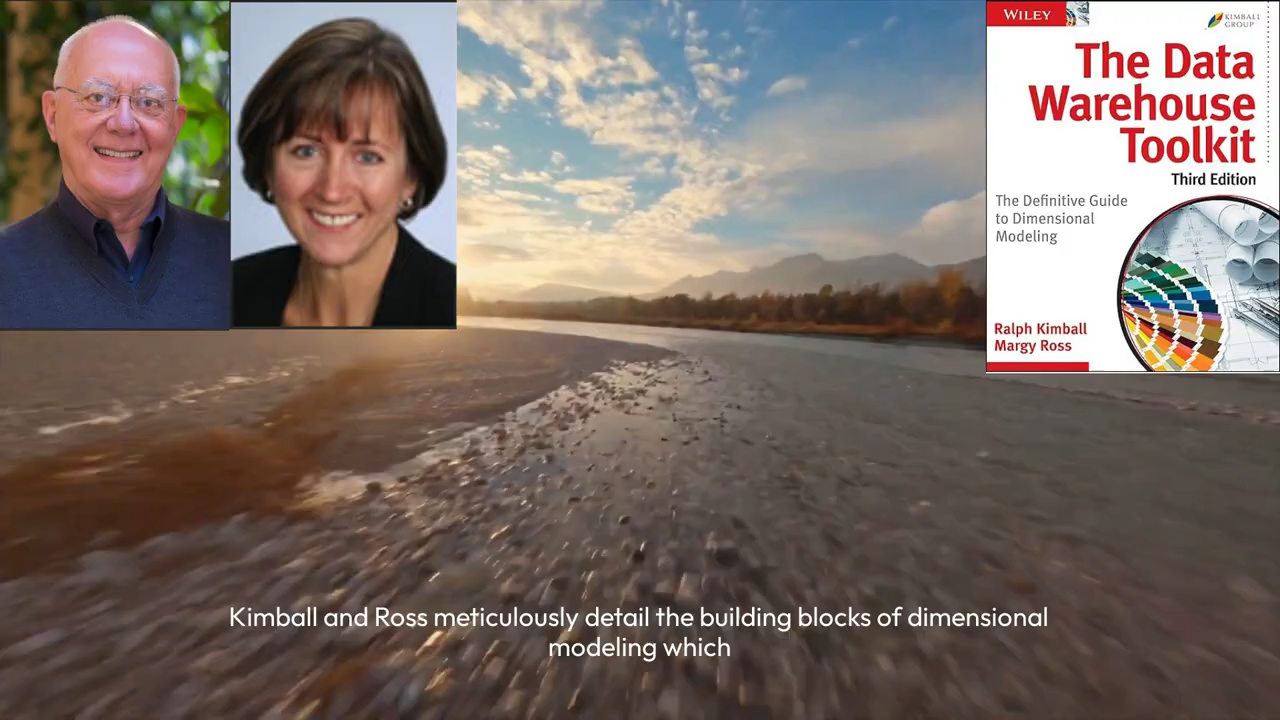 WILEY
KIMBALL
GROUP
The Data
Warehouse
Toolkit
Third Edition
The Definitive Guide
to Dimensional
Modeling
Ralph Kimball
Margy Ross
Kimball and Ross meticulously detail the building blocks of dimensional
modeling which